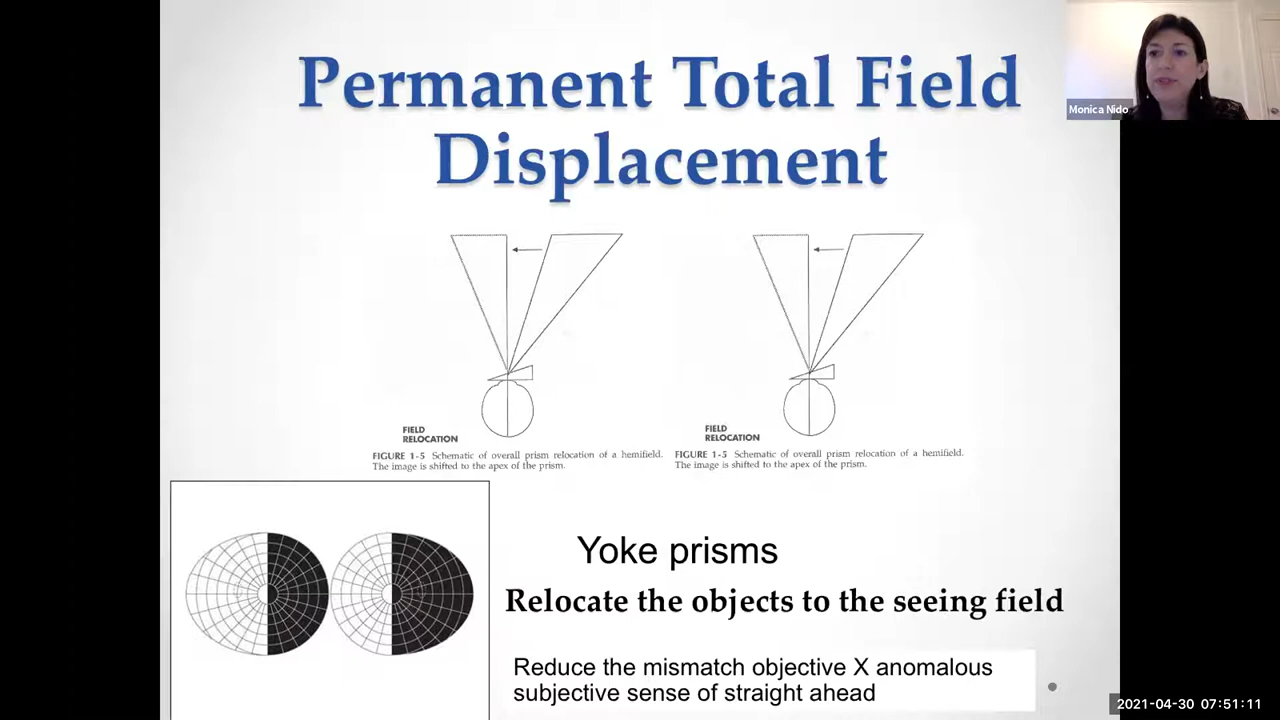 Permanent Total Field
Displacement
Monica Nido
FIELD
RELOCATION
FIGURE 1-5 Schematic of overall prism relocation of a hemifield.
The image is shifted to the apex of the prism.
FIELD
RELOCATION
FIGURE 1-5 Schematic of overall prism relocation of a hemifield.
The image is shifted to the apex of the prism.
Yoke prisms
Relocate the objects to the seeing field
Reduce the mismatch objective X anomalous
subjective sense of straight ahead
2021-04-30 07:51:11